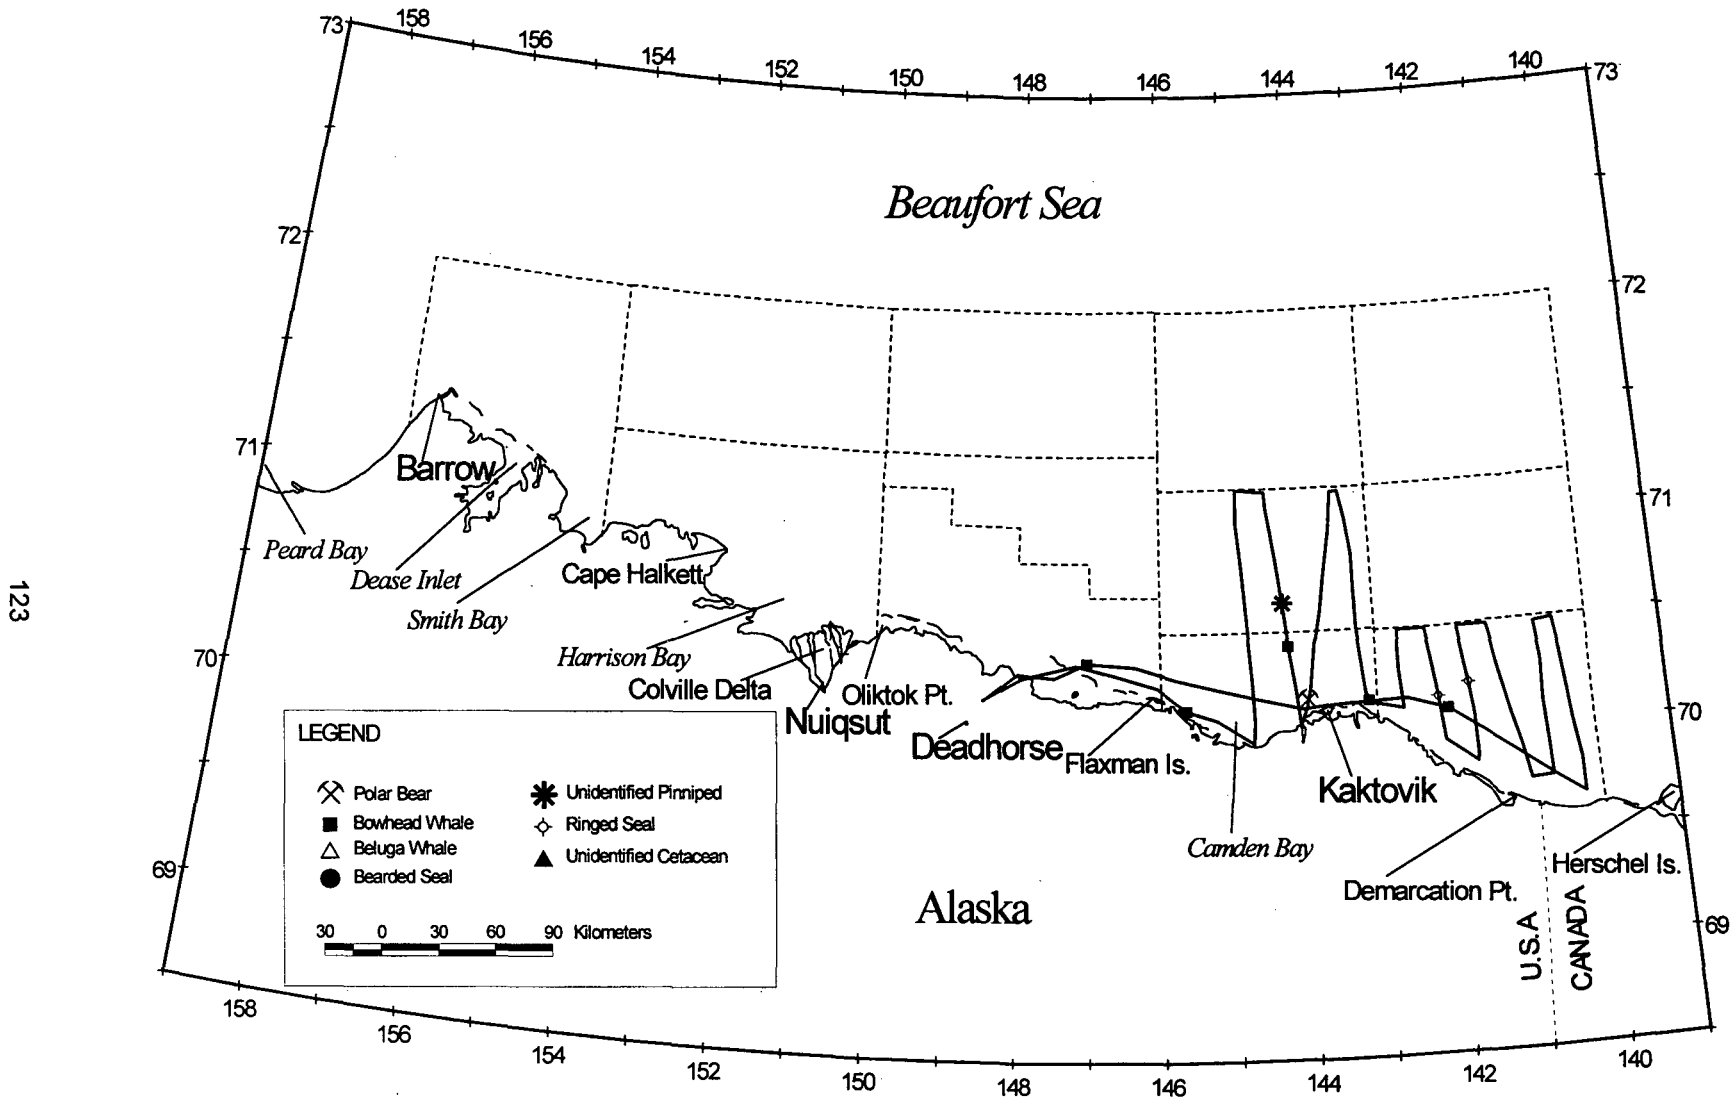 73 158 156 154 152 150 148 146 144 142 140 73
Beaufort Sea
72
72
71
71
Barrow
Peard Bay
Dease Inlet
Smith Bay
Cape Halkett
123
70
Harrison Bay
Colville Delta
Oliktok Pt.
Nuiqsut
70
Deadhorse
Flaxman Is.
Kaktovik
Camden Bay
Demarcation Pt.
Herschel Is.
LEGEND
Polar Bear
Bowhead Whale
Beluga Whale
Bearded Seal
Unidentified Pinniped
Ringed Seal
Unidentified Cetacean
30 0 30 60 90 Kilometers
69
Alaska
U.S.A
CANADA
69
158 156 154 152 150 148 146 144 142 140